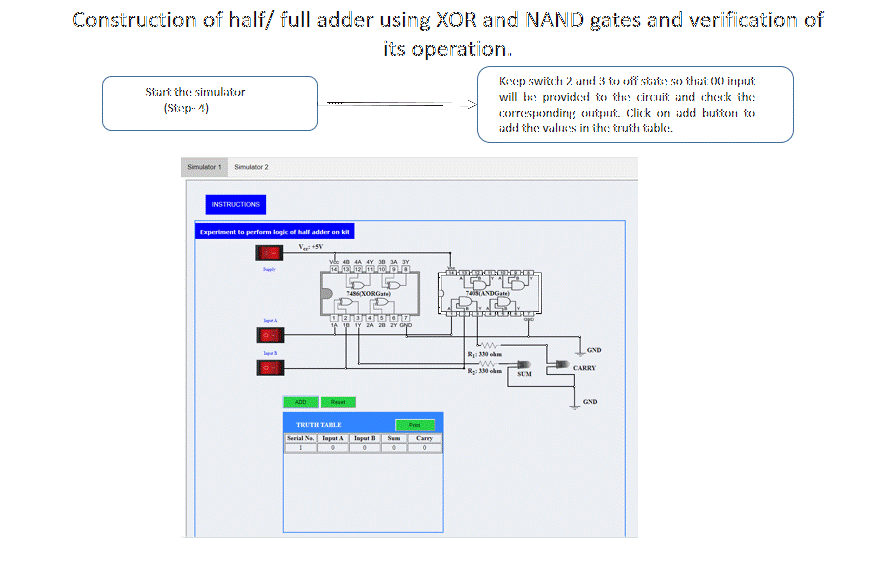 Construction of half/ full adder using XOR and NAND gates and verification of
its operation.
Start the simulator
(Step- 4)
Keep switch 2 and 3 to off state so that 00 input
will be provided to the circuit and check the
corresponding output. Click on add button to
add the values in the truth table.
Simulator 1 Simulator 2
INSTRUCTIONS
Experiment to perform logic of half adder on kit
Vcc: +5V
Supply
Vcc 4B 4A 4Y 3B 3A 3Y
14 13 12 11 10 9 8
7486(XORGate)
1 2 3 4 5 6 7
1A 1B 1Y 2A 2B 2Y GND
Vcc
7408(ANDGate)
GND
Input A
Input B
R1: 330 ohm
R2: 330 ohm
SUM
CARRY
GND
GND
ADD Reset
TRUTH TABLE Print
Serial No. Input A Input B Sum Carry
1 0 0 0 0